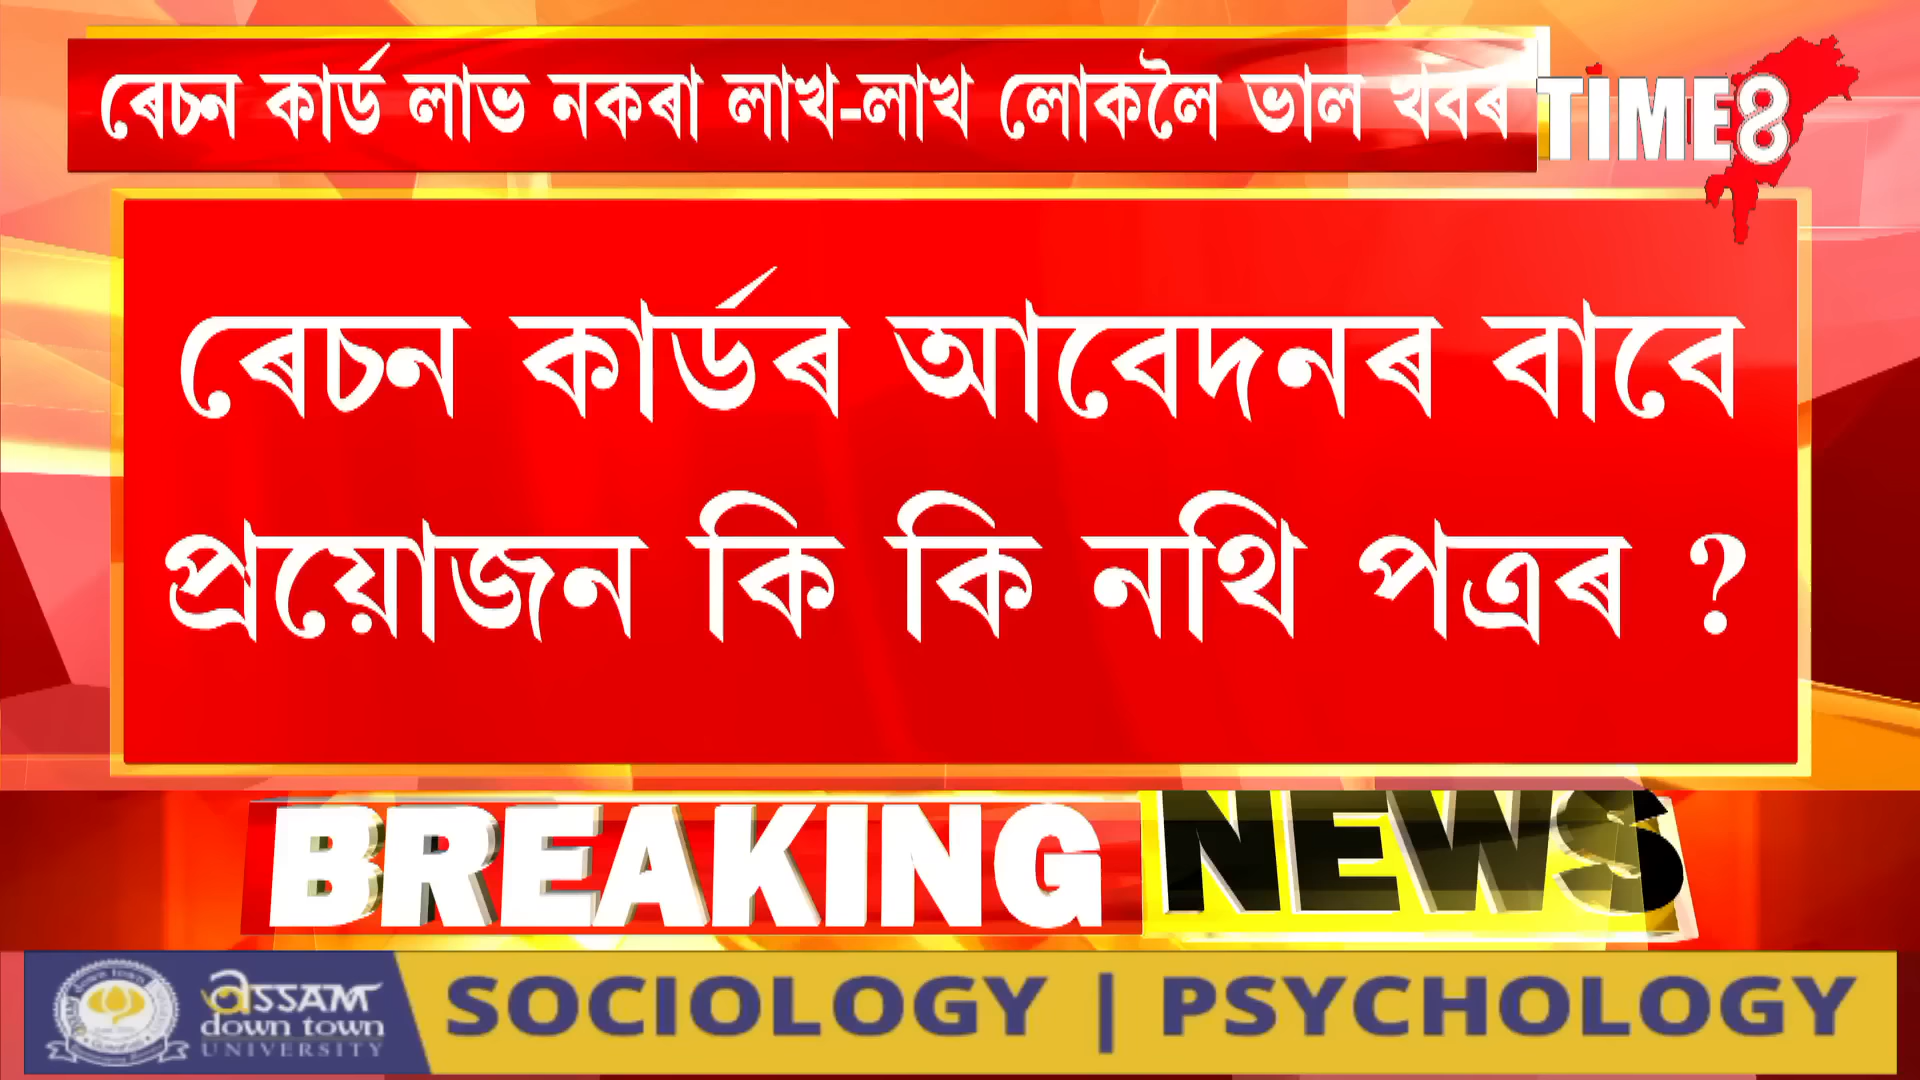 ৰেচন কাৰ্ড লাভ নকৰা লাখ-লাখ লোকলৈ ভাল খবৰ
TIME8
ৰেচন কাৰ্ডৰ আবেদনৰ বাবে
প্ৰয়োজন কি কি নথি পত্ৰৰ ?
BREAKING NEWS
ASSAM
down town
UNIVERSITY
SOCIOLOGY | PSYCHOLOGY